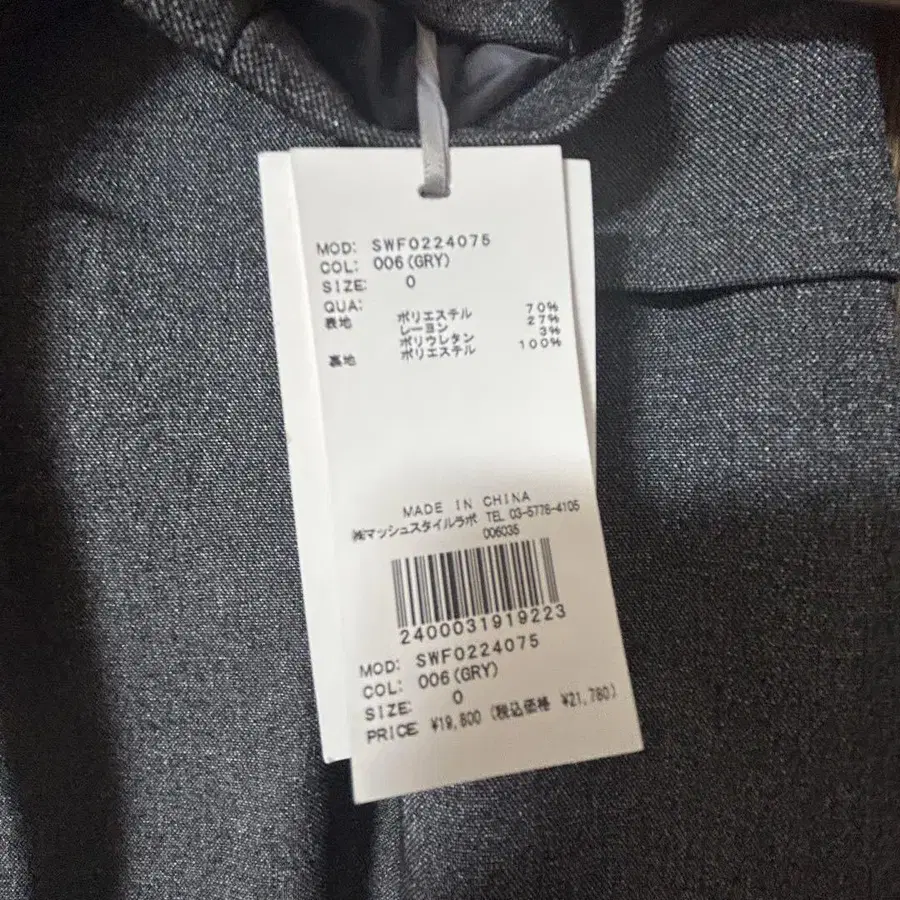 MOD: SWF0224075
COL: 006(GRY)
SIZE: 0
QUA:
表地 ポリエステル 70%
レーヨン 27%
ポリウレタン 3%
裏地 ポリエステル 100%
MADE IN CHINA
㈱マッシュスタイルラボ TEL 03-5778-4105
006035
2400031919223
MOD: SWF0224075
COL: 006(GRY)
SIZE: 0
PRICE: ¥19,800 (税込価格 ¥21,780)